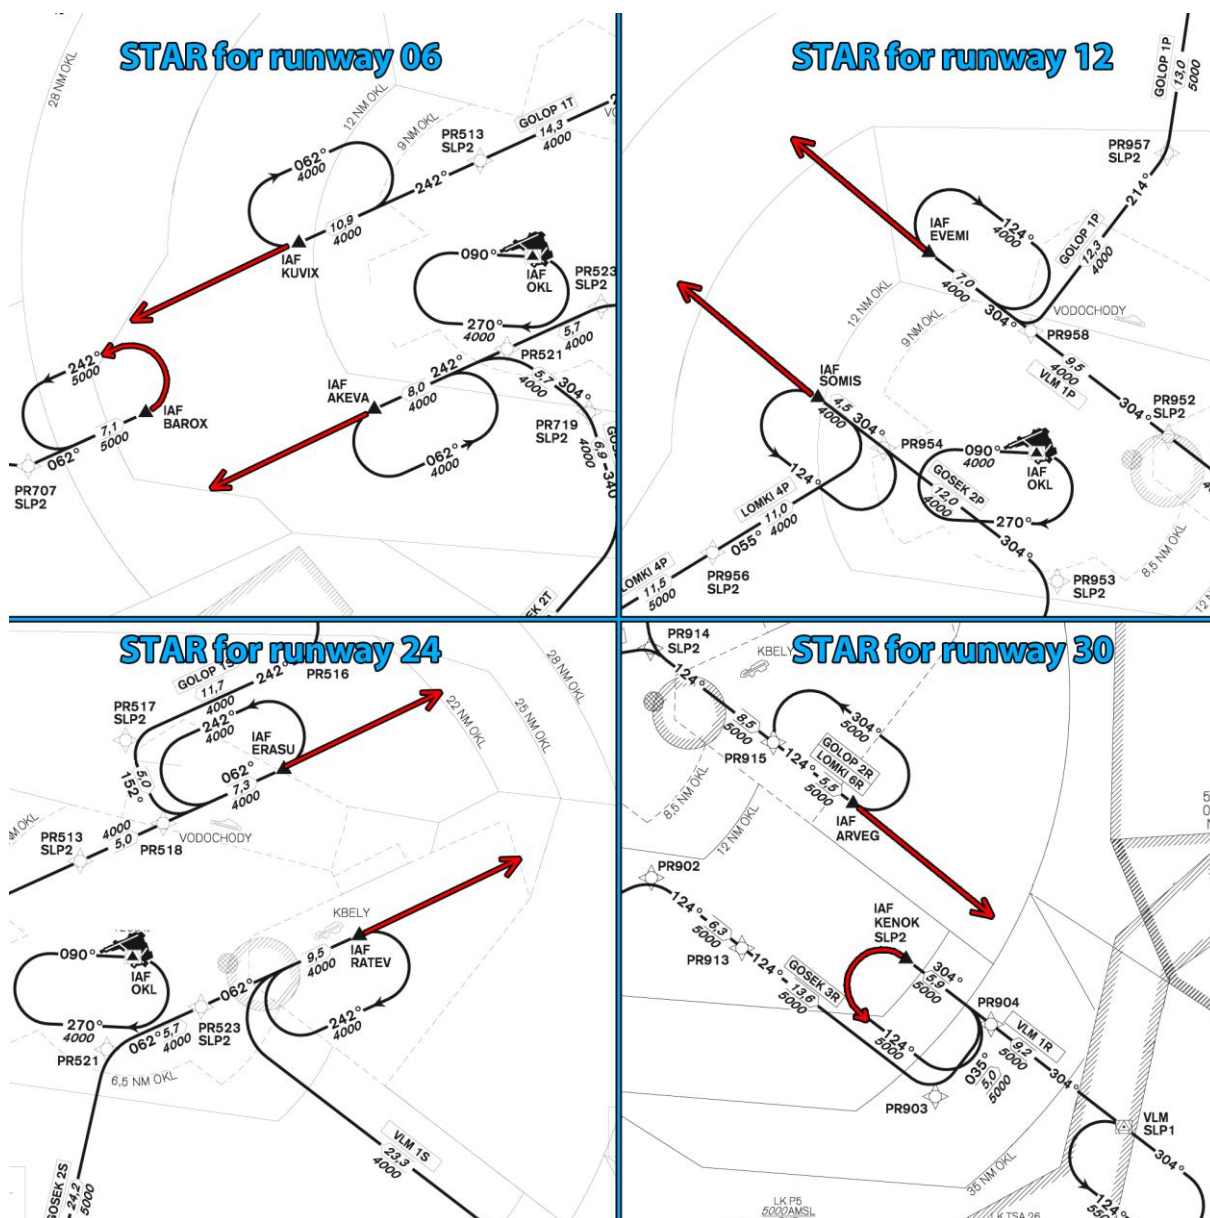 STAR for runway 06
28 NM OKL
12 NM OKL
9 NM OKL
GOLOP 1T
14,3
4000
PR513
SLP2
062°
4000
242°
10,9
4000
IAF
KUVIX
090°
IAF
OKL
PR523
SLP2
270°
4000
5,7
4000
PR521
242°
5000
IAF
AKEVA
8,0
4000
242°
5,7
4000
304°
PR719
SLP2
IAF
BAROX
7,1
5000
062°
062°
4000
6,9
4000
340
PR707
SLP2
EK 2T
STAR for runway 12
GOLOP 1P
13,0
5000
PR957
SLP2
214°
IAF
EVEMI
124°
4000
GOLOP 1P
12,3
4000
7,0
4000
12 NM OKL
9 NM OKL
304°
VODOCHODY
PR958
9,5
4000
VLM 1P
IAF
SOMIS
4,5
4000
304°
304°
PR952
SLP2
PR954
090°
4000
IAF
OKL
124°
LOMKI 4P
11,0
4000
GOSEK 2P
12,0
4000
270°
304°
055°
8,5 NM OKL
LOMKI 4P
11,5
5000
PR956
SLP2
PR953
SLP2
12 N
STAR for runway 24
GOLOP 1S
11,7
4000
242°
PR516
28 NM OKL
22 NM OKL
25 NM OKL
PR517
SLP2
242°
4000
IAF
ERASU
5,0
152°
062°
7,3
4000
NM OKL
4000
5,0
VODOCHODY
PR513
SLP2
PR518
KBELY
090°
IAF
OKL
9,5
4000
IAF
RATEV
062°
270°
4000
062°
5,7
4000
PR523
SLP2
242°
4000
PR521
6,5 NM OKL
VLM 1S
23,3
4000
GOSEK 2S
24,2
5000
STAR for runway 30
PR914
SLP2
KBELY
124°
8,5
5000
304°
5000
PR915
GOLOP 2R
LOMKI 6R
124°
5,5
5000
8,5 NM OKL
IAF
ARVEG
12 NM OKL
PR902
124°
6,3
5000
IAF
KENOK
SLP2
PR913
124°
GOSEK 3R
13,6
5000
304°
5,9
5000
PR904
VLM 1R
9,2
5000
124°
5000
035°
5,0
5000
304°
PR903
VLM
SLP1
304°
35 NM OKL
124°
LK P5
5000AMSL
LK TSA 26